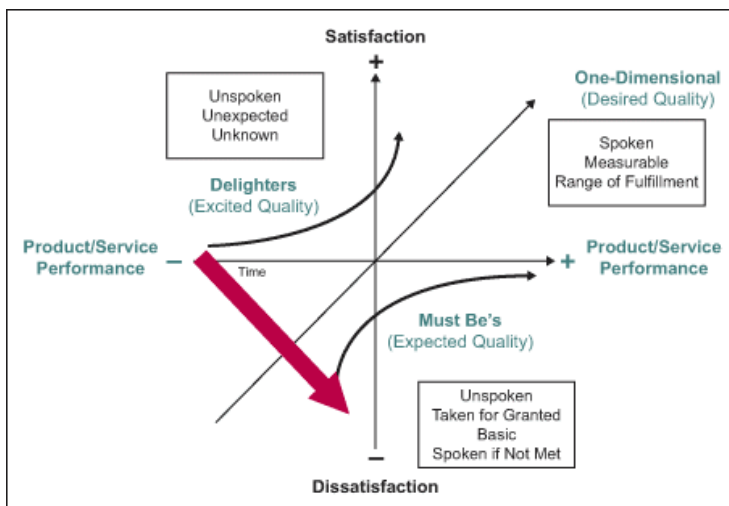 Satisfaction
+
One-Dimensional
(Desired Quality)
Unspoken
Unexpected
Unknown
Spoken
Measurable
Range of Fulfillment
Delighters
(Excited Quality)
Product/Service
Performance
–
Time
+
Product/Service
Performance
Must Be's
(Expected Quality)
Unspoken
Taken for Granted
Basic
Spoken if Not Met
–
Dissatisfaction